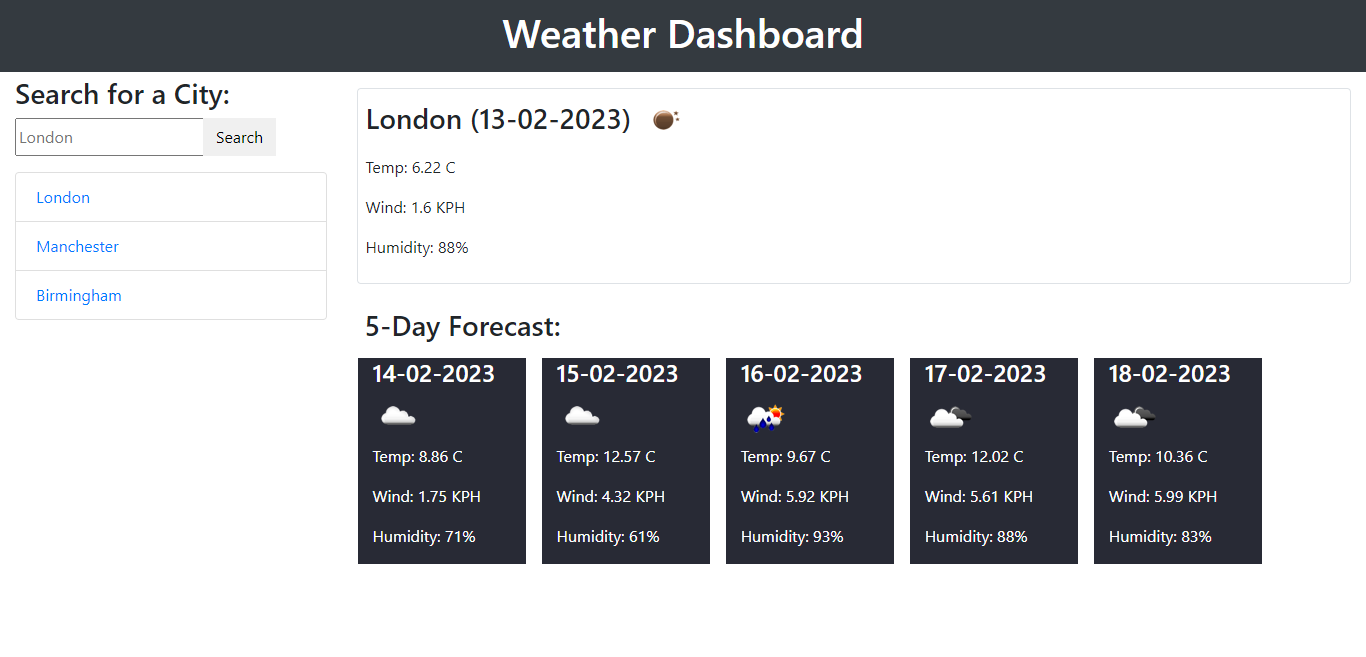 Weather Dashboard
Search for a City:
London
Search
London
Manchester
Birmingham
London (13-02-2023)
Temp: 6.22 C
Wind: 1.6 KPH
Humidity: 88%
5-Day Forecast:
14-02-2023
Temp: 8.86 C
Wind: 1.75 KPH
Humidity: 71%
15-02-2023
Temp: 12.57 C
Wind: 4.32 KPH
Humidity: 61%
16-02-2023
Temp: 9.67 C
Wind: 5.92 KPH
Humidity: 93%
17-02-2023
Temp: 12.02 C
Wind: 5.61 KPH
Humidity: 88%
18-02-2023
Temp: 10.36 C
Wind: 5.99 KPH
Humidity: 83%